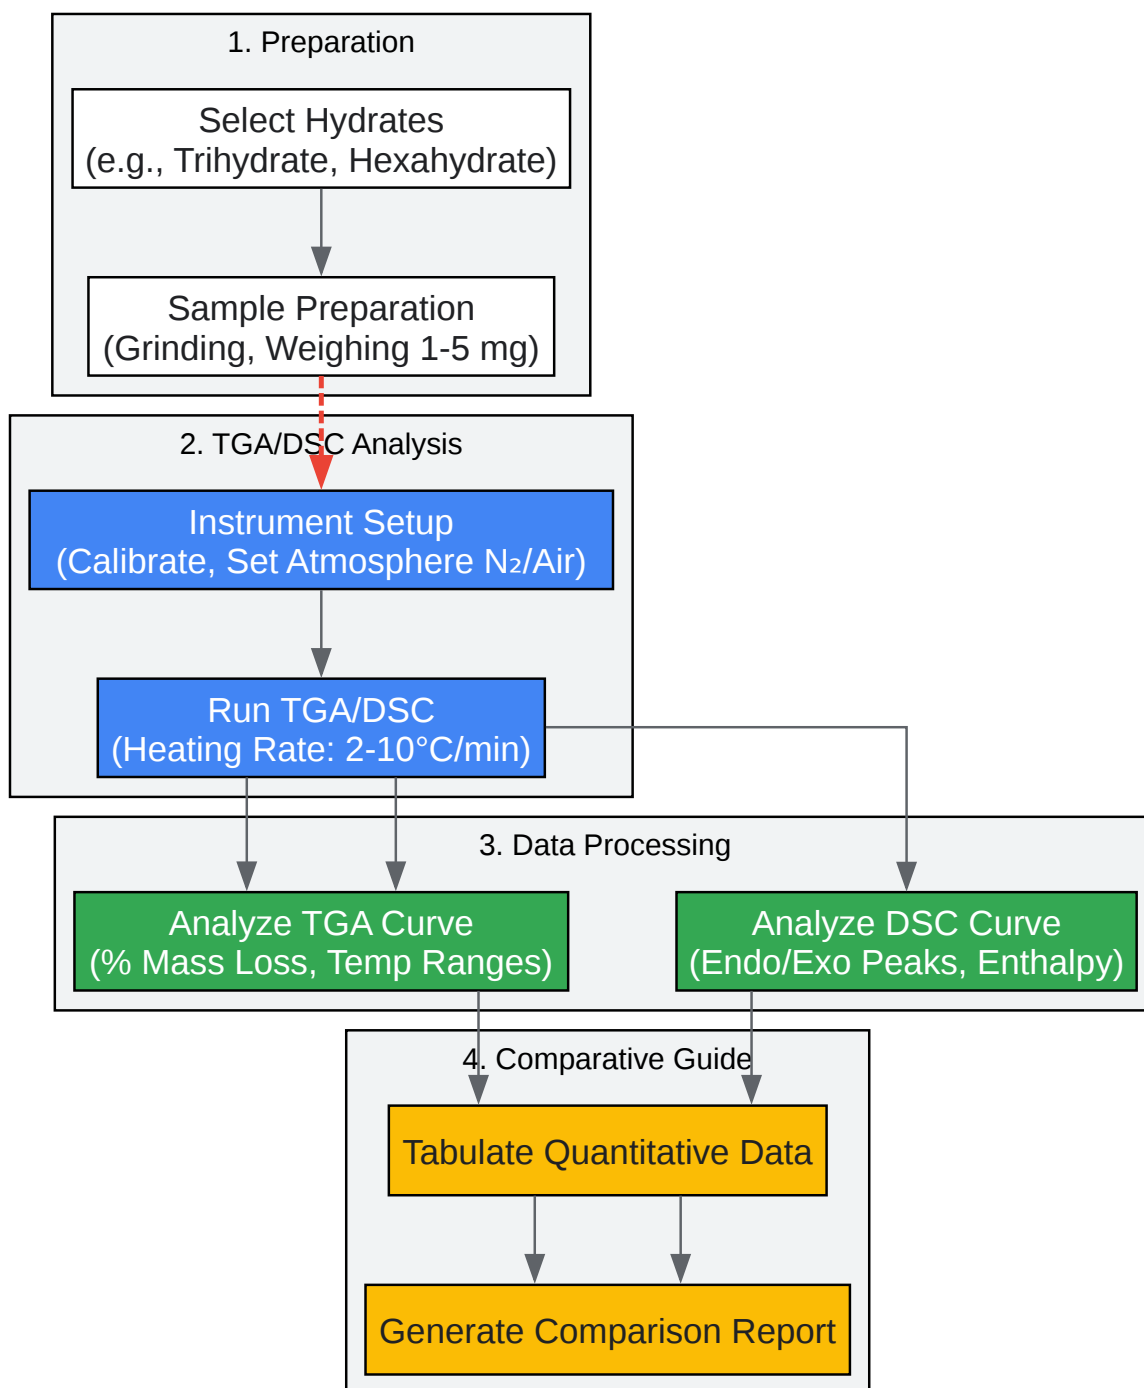 1. Preparation
Select Hydrates
(e.g., Trihydrate, Hexahydrate)
Sample Preparation
(Grinding, Weighing 1-5 mg)
2. TGA/DSC Analysis
Instrument Setup
(Calibrate, Set Atmosphere N₂/Air)
Run TGA/DSC
(Heating Rate: 2-10°C/min)
3. Data Processing
Analyze TGA Curve
(% Mass Loss, Temp Ranges)
Analyze DSC Curve
(Endo/Exo Peaks, Enthalpy)
4. Comparative Guide
Tabulate Quantitative Data
Generate Comparison Report